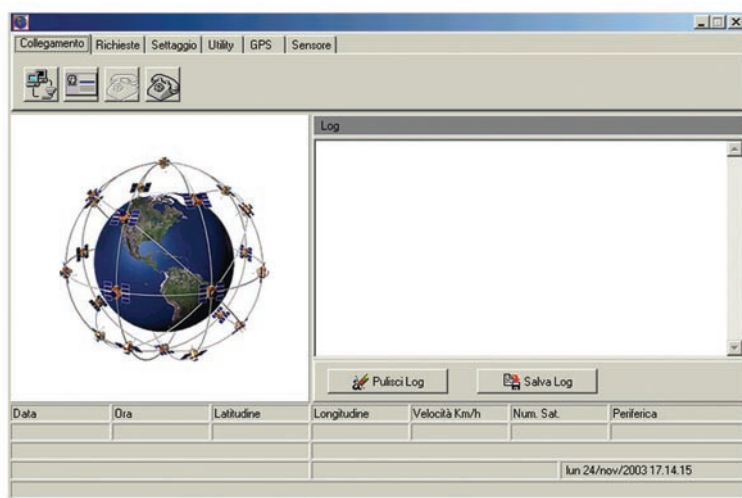 Collegamento Richieste Settaggio Utility GPS Sensore
Log
Pulisci Log Salva Log
Data Ora Latitudine Longitudine Velocità Km/h Num. Sat. Periferica
lun 24/nov/2003 17.14.15